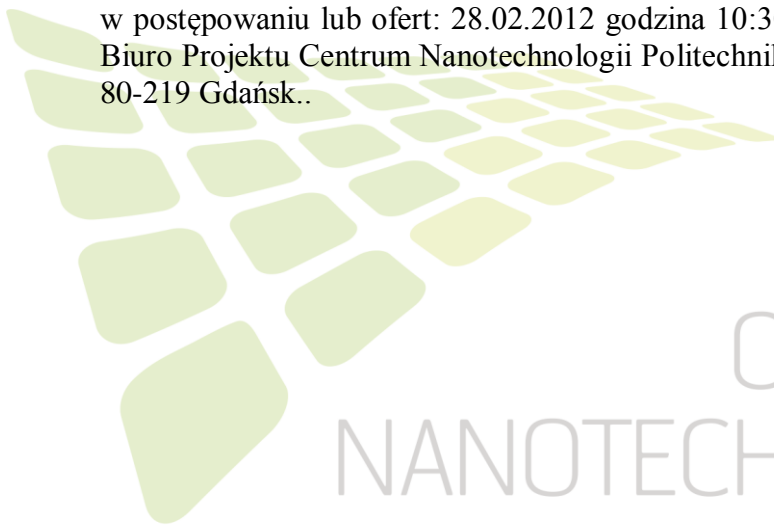 w postępowaniu lub ofert: 28.02.2012 godzina 10:3
Biuro Projektu Centrum Nanotechnologii Politechnil
80-219 Gdańsk..
C
NANOTECH